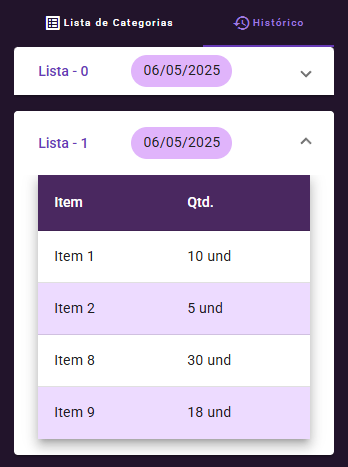 Lista de Categorias Histórico
Lista - 0 06/05/2025
Lista - 1 06/05/2025
Item Qtd.
Item 1 10 und
Item 2 5 und
Item 8 30 und
Item 9 18 und